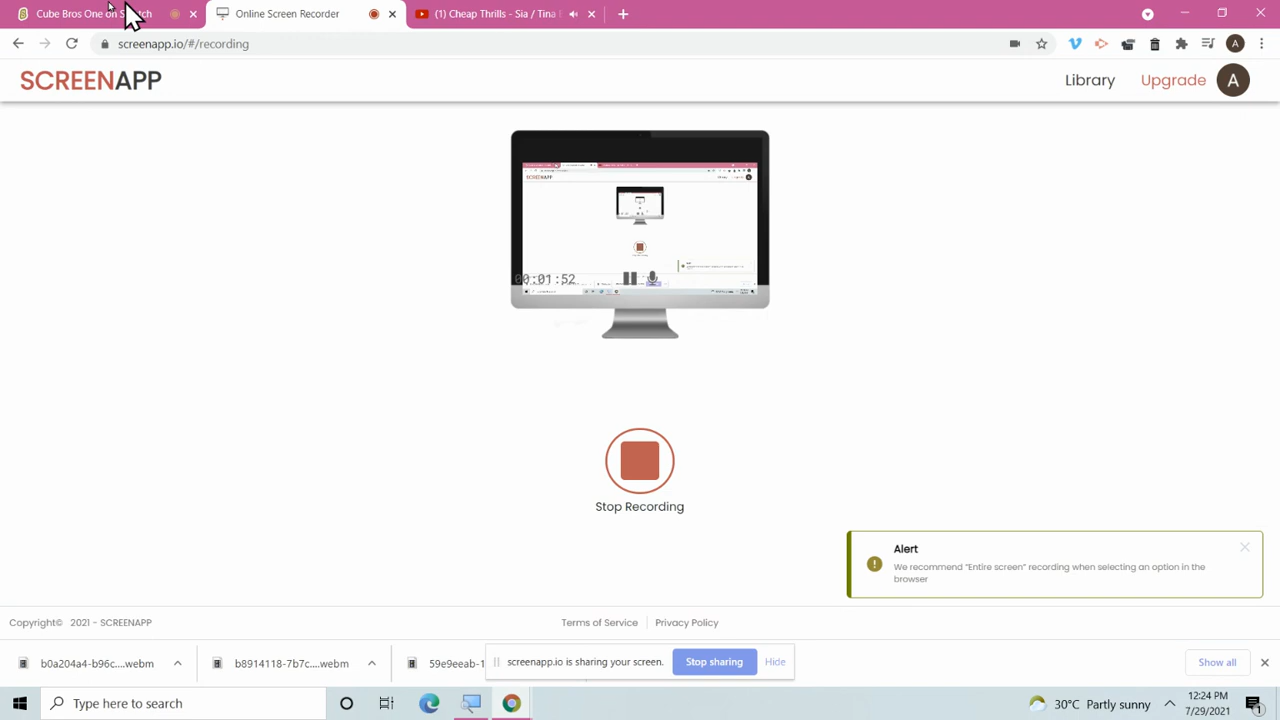 Cube Bros One on S tch
Online Screen Recorder
(1) Cheap Thrills - Sia / Tina
screenapp.io/#/recording
A
SCREENAPP
Library
Upgrade
A
00:01:52
Stop Recording
Alert
We recommend "Entire screen" recording when selecting an option in the
browser
Copyright© 2021 - SCREENAPP
Terms of Service
Privacy Policy
b0a204a4-b96c....webm
b8914118-7b7c....webm
59e9eeab-1
screenapp.io is sharing your screen.
Stop sharing
Hide
Show all
Type here to search
30°C Partly sunny
12:24 PM
7/29/2021
1